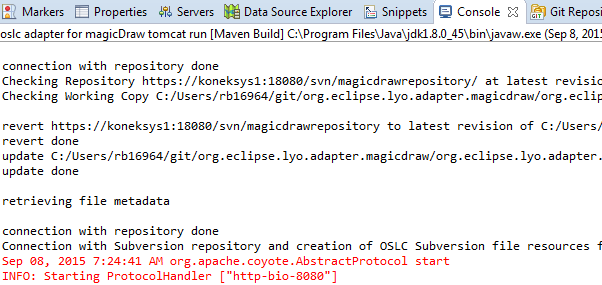 Markers Properties Servers Data Source Explorer Snippets Console Git Reposi
oslc adapter for magicDraw tomcat run [Maven Build] C:\Program Files\Java\jdk1.8.0_45\bin\javaw.exe (Sep 8, 2015
connection with repository done
Checking Repository https://koneksys1:18080/svn/magicdrawrepository/ at latest revisio
Checking Working Copy C:/Users/rb16964/git/org.eclipse.lyo.adapter.magicdraw/org.eclip
revert https://koneksys1:18080/svn/magicdrawrepository to latest revision of C:/Users/
revert done
update C:/Users/rb16964/git/org.eclipse.lyo.adapter.magicdraw/org.eclipse.lyo.adapter.
update done
retrieving file metadata
connection with repository done
Connection with Subversion repository and creation of OSLC Subversion file resources f
Sep 08, 2015 7:24:41 AM org.apache.coyote.AbstractProtocol start
INFO: Starting ProtocolHandler ["http-bio-8080"]